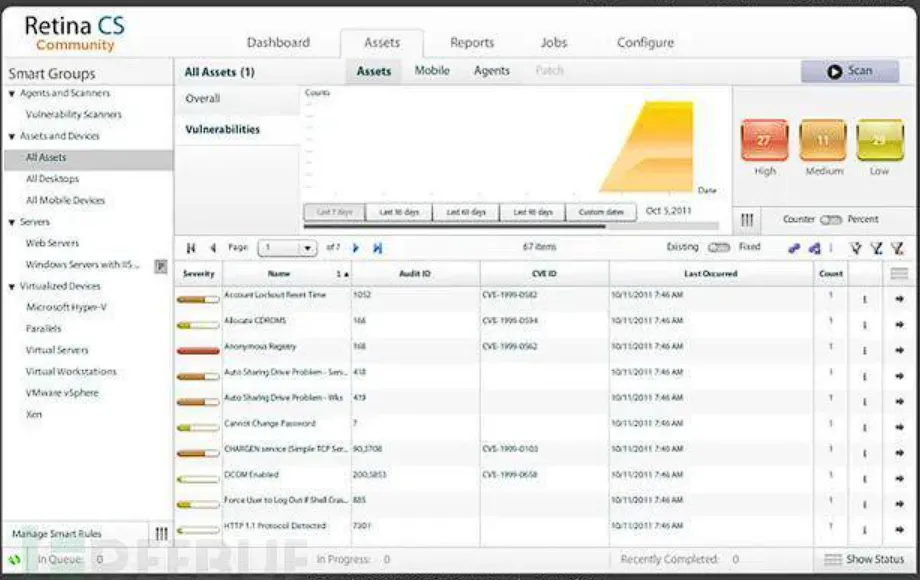 Retina CS
Community
Dashboard Assets Reports Jobs Configure
Smart Groups
Agents and Scanners
Vulnerability Scanners
Assets and Devices
All Assets
All Desktops
All Mobile Devices
Servers
Web Servers
Windows Servers with IIS ...
Virtualized Devices
Microsoft Hyper-V
Parallels
Virtual Servers
Virtual Workstations
VMware vSphere
Xen
Manage Smart Rules
All Assets (1)
Overall
Vulnerabilities
Assets Mobile Agents Patch
Scan
Counts
Date
Last 7 days Last 30 days Last 60 days Last 90 days Custom dates Oct 5,2011
27 11 29
High Medium Low
Counter Percent
Page 1 of 7 67 items Existing Fixed
Severity Name 1 Audit ID CVE ID Last Occurred Count
Account Lockout Reset Time 1052 CVE-1999-0582 10/11/2011 7:46 AM 1
Allocate CDROMS 166 CVE-1999-0594 10/11/2011 7:46 AM 1
Anonymous Registry 168 CVE-1999-0562 10/11/2011 7:46 AM 1
Auto Sharing Drive Problem - Serv... 418 10/11/2011 7:46 AM 1
Auto Sharing Drive Problem - Wks 419 10/11/2011 7:46 AM 1
Cannot Change Password 7 10/11/2011 7:46 AM 1
CHARGEN service (Simple TCP Ser... 90,3708 CVE-1999-0103 10/11/2011 7:46 AM 1
DCOM Enabled 200,5853 CVE-1999-0658 10/11/2011 7:46 AM 1
Force User to Log Out if Shell Cras... 885 10/11/2011 7:46 AM 1
HTTP 1.1 Protocol Detected 7301 10/11/2011 7:46 AM 1
In Queue: 0 In Progress: 0 Recently Completed: 0 Show Status